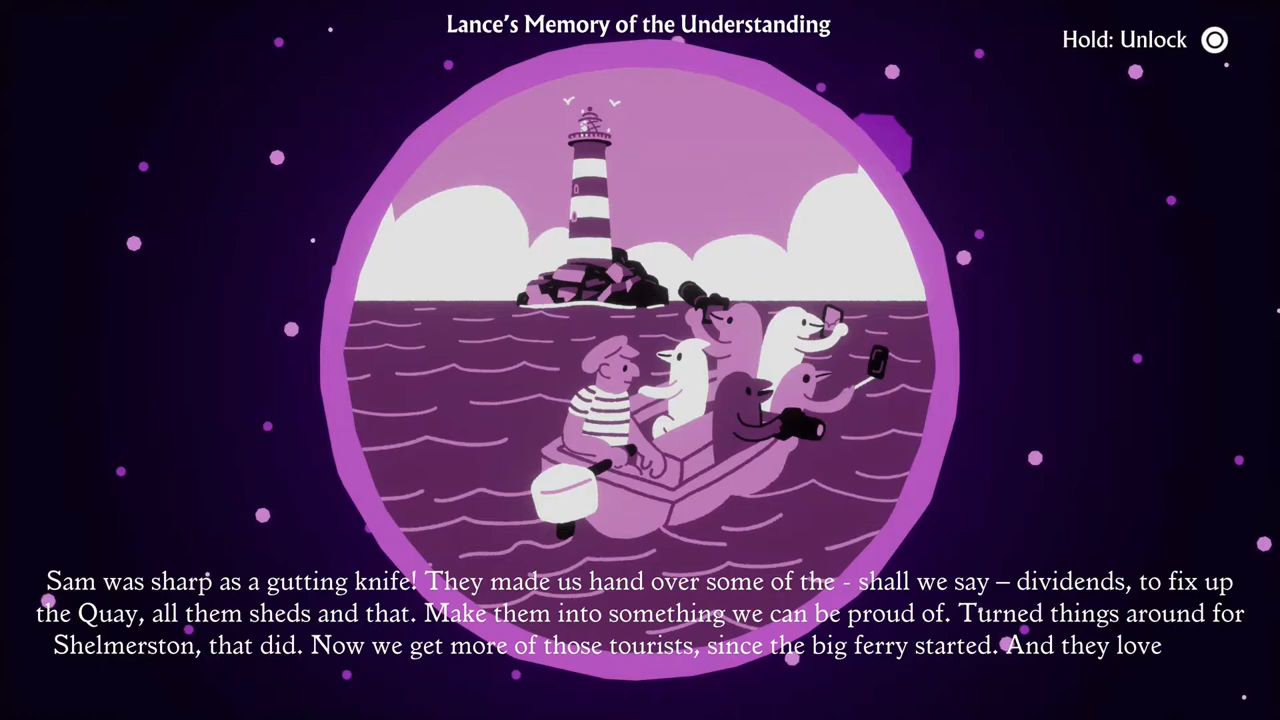 Lance's Memory of the Understanding
Hold: Unlock
Sam was sharp as a gutting knife! They made us hand over some of the - shall we say – dividends, to fix up
the Quay, all them sheds and that. Make them into something we can be proud of. Turned things around for
Shelmerston, that did. Now we get more of those tourists, since the big ferry started. And they love